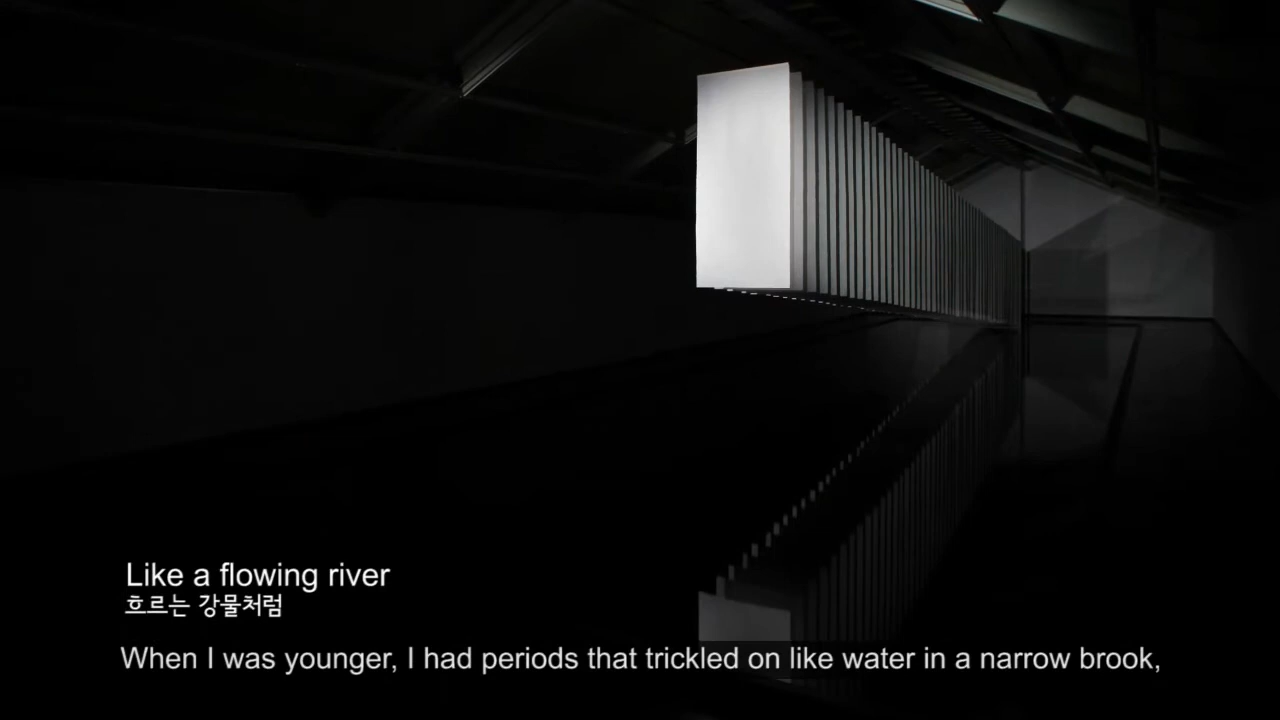 Like a flowing river
흐르는 강물처럼
When I was younger, I had periods that trickled on like water in a narrow brook,